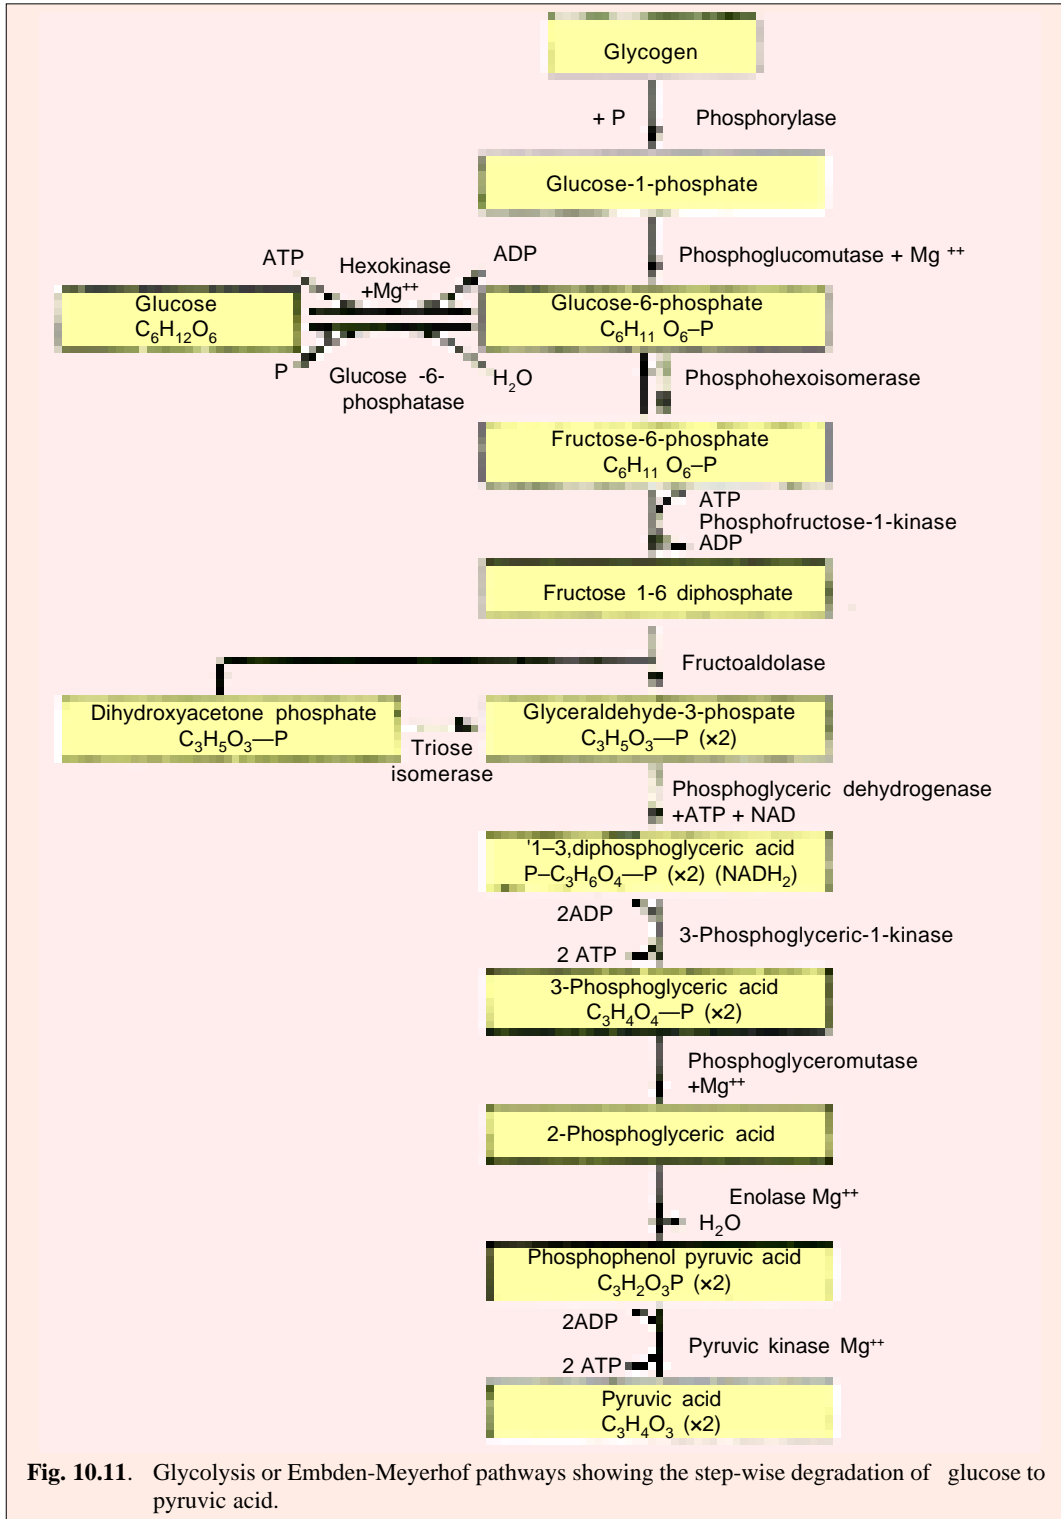 Glycogen
+ P Phosphorylase
Glucose-1-phosphate
Phosphoglucomutase + Mg ++
ATP Hexokinase ADP
+Mg++
Glucose
C6H12O6
Glucose-6-phosphate
C6H11 O6–P
P Glucose -6- H2O
phosphatase
Phosphohexoisomerase
Fructose-6-phosphate
C6H11 O6–P
ATP
Phosphofructose-1-kinase
ADP
Fructose 1-6 diphosphate
Fructoaldolase
Dihydroxyacetone phosphate
C3H5O3—P
Triose
isomerase
Glyceraldehyde-3-phospate
C3H5O3—P (×2)
Phosphoglyceric dehydrogenase
+ATP + NAD
'1–3,diphosphoglyceric acid
P–C3H6O4—P (×2) (NADH2)
2ADP
3-Phosphoglyceric-1-kinase
2 ATP
3-Phosphoglyceric acid
C3H4O4—P (×2)
Phosphoglyceromutase
+Mg++
2-Phosphoglyceric acid
Enolase Mg++
H2O
Phosphophenol pyruvic acid
C3H2O3P (×2)
2ADP
Pyruvic kinase Mg++
2 ATP
Pyruvic acid
C3H4O3 (×2)
Fig. 10.11. Glycolysis or Embden-Meyerhof pathways showing the step-wise degradation of glucose to
pyruvic acid.